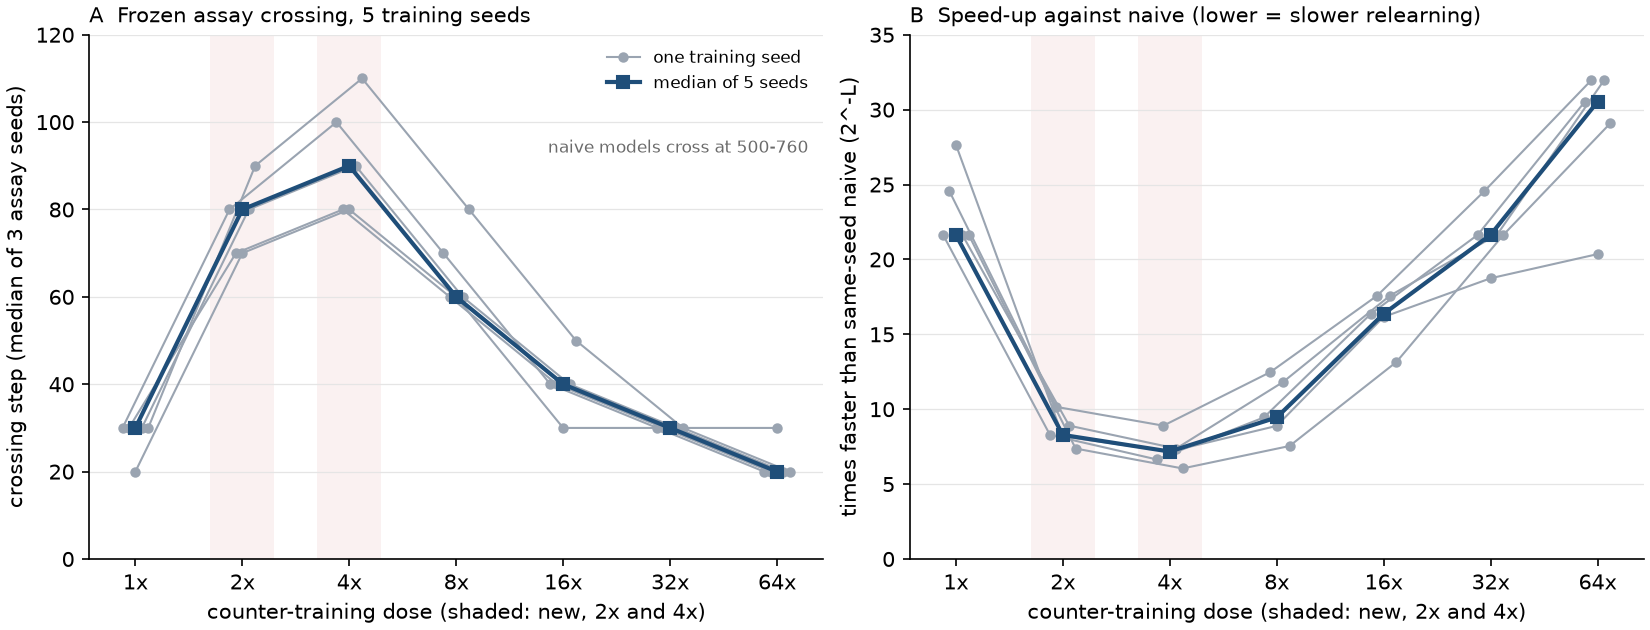 A  Frozen assay crossing, 5 training seeds
120
100
80
60
40
20
0
crossing step (median of 3 assay seeds)
one training seed
median of 5 seeds
naive models cross at 500-760
1x 2x 4x 8x 16x 32x 64x
counter-training dose (shaded: new, 2x and 4x)
B  Speed-up against naive (lower = slower relearning)
35
30
25
20
15
10
5
0
times faster than same-seed naive (2^-L)
1x 2x 4x 8x 16x 32x 64x
counter-training dose (shaded: new, 2x and 4x)